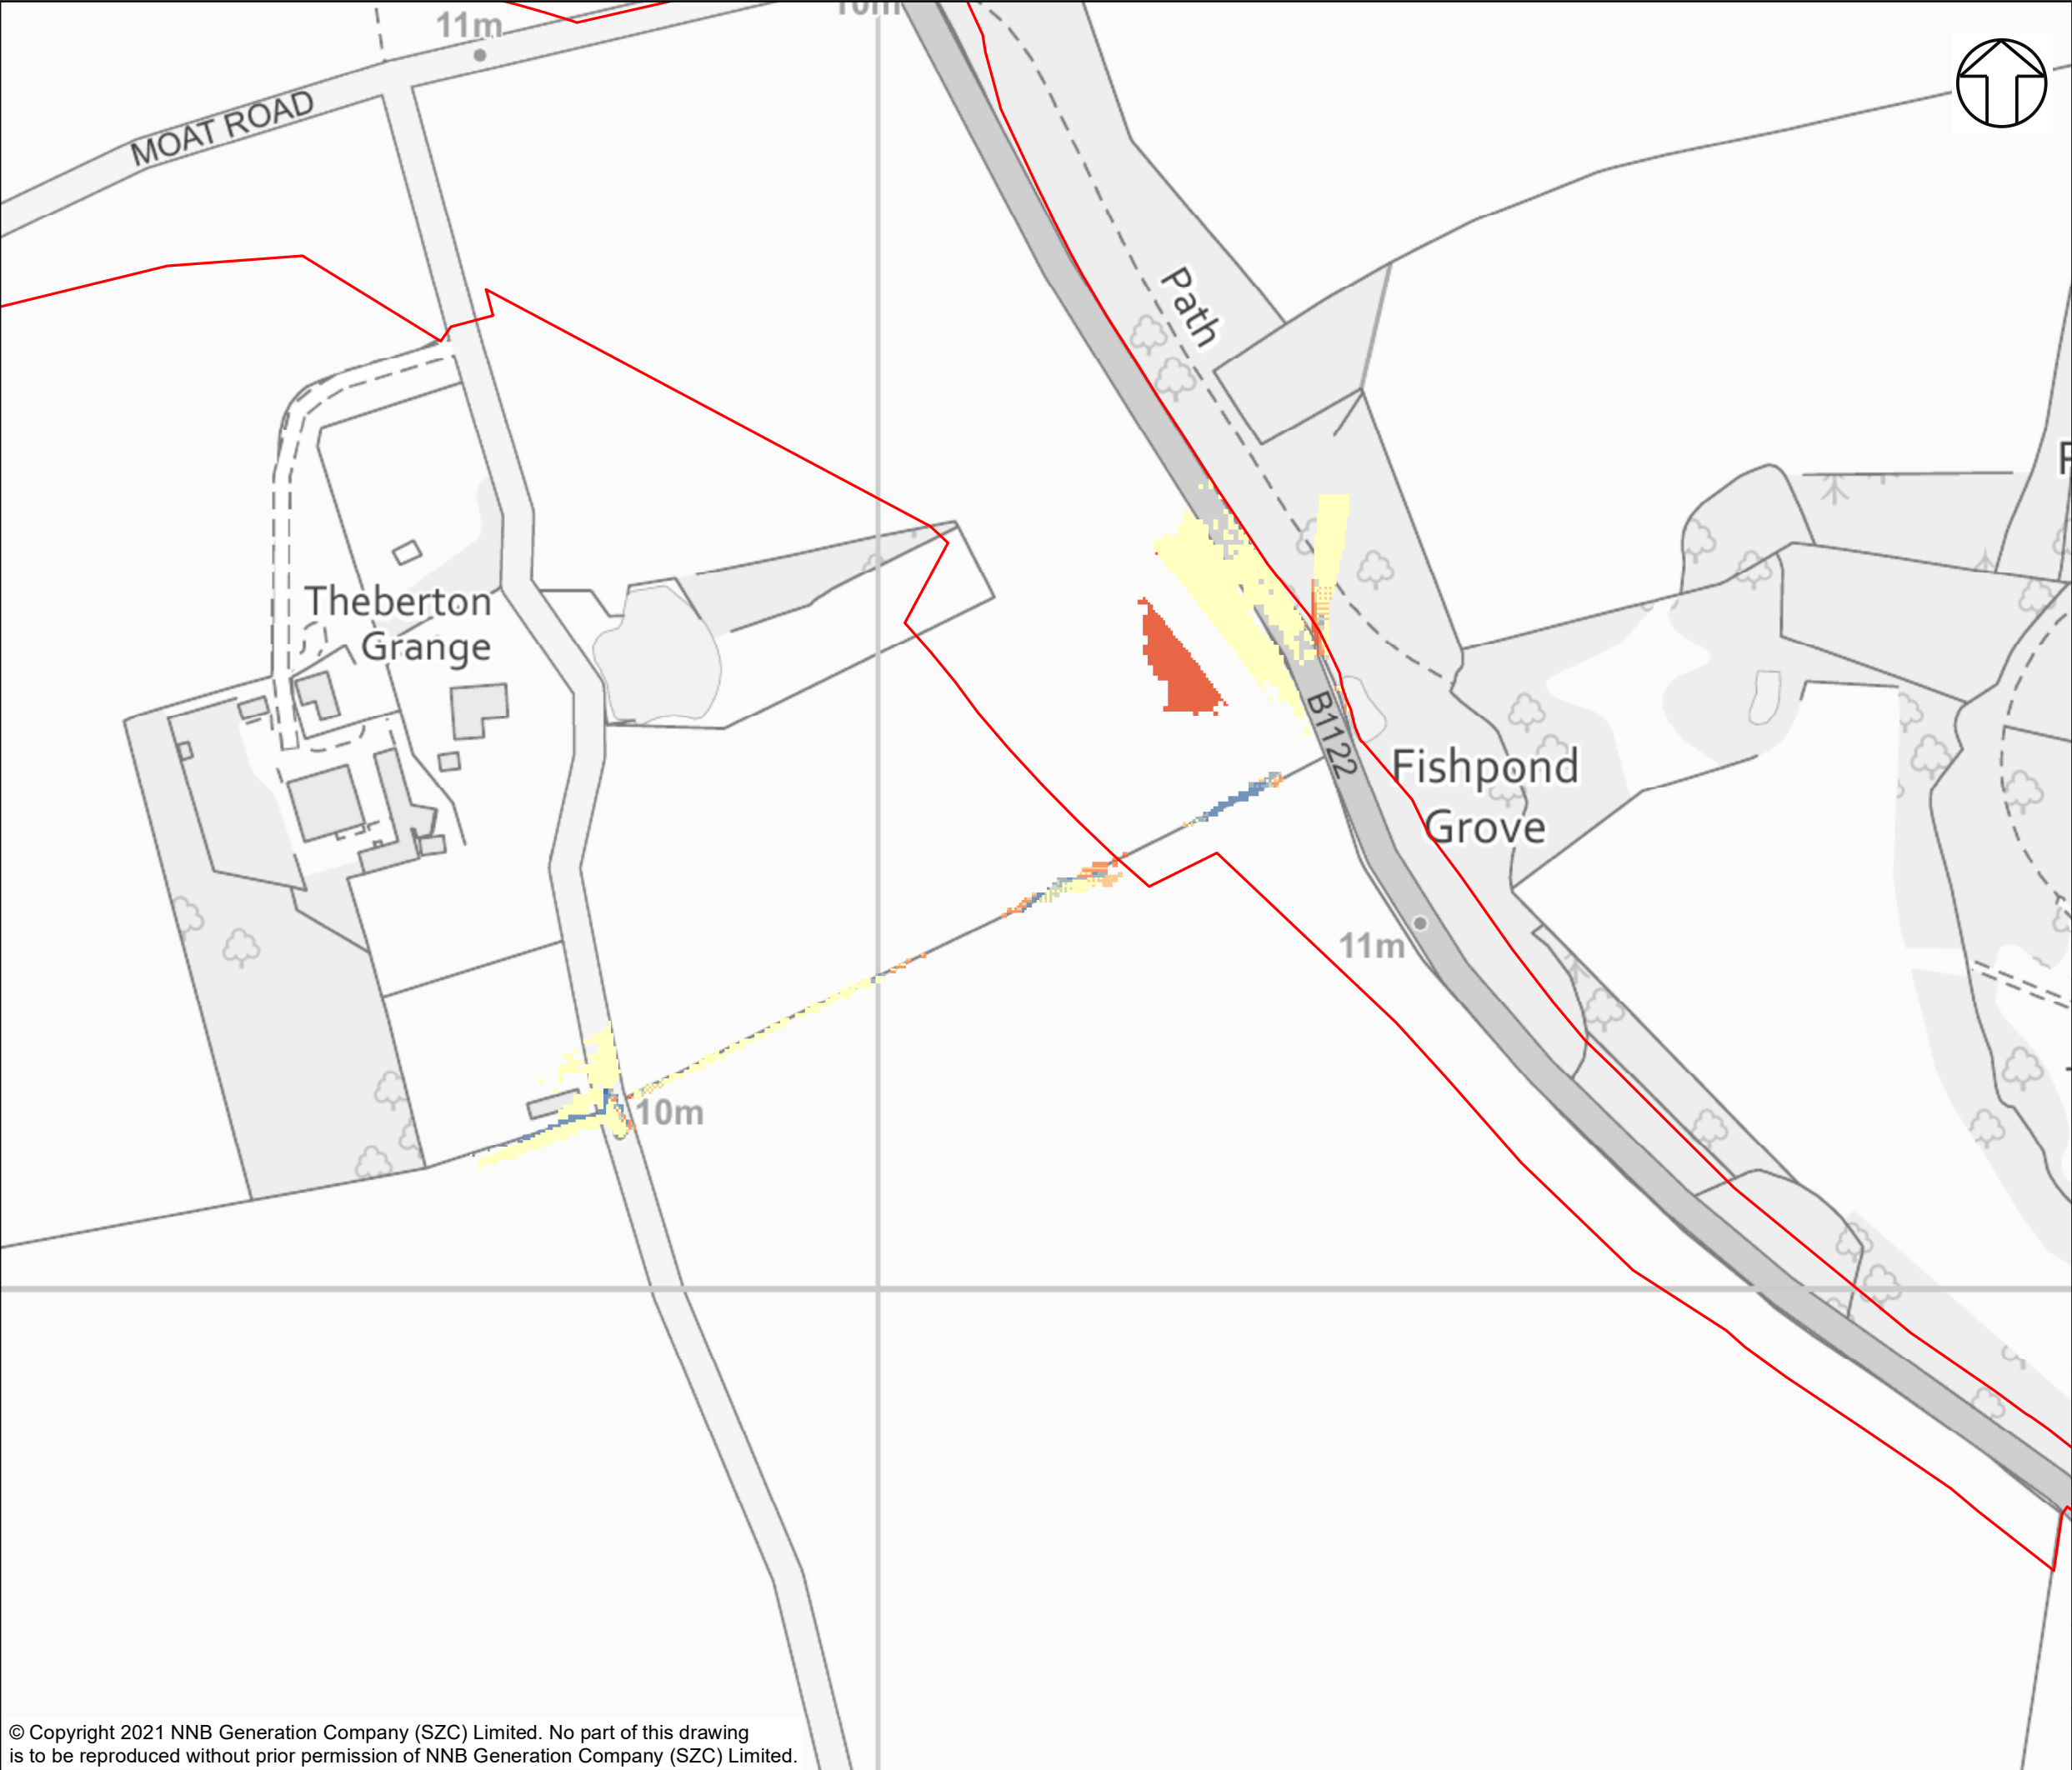 11m
10m
MOAT ROAD
Path
Theberton
Grange
B1122
Fishpond
Grove
11m
10m
© Copyright 2021 NNB Generation Company (SZC) Limited. No part of this drawing
is to be reproduced without prior permission of NNB Generation Company (SZC) Limited.